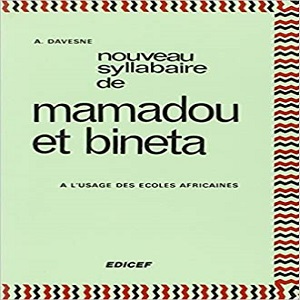 A. DAVESNE
nouveau
syllabaire
de
mamadou
et bineta
A L'USAGE DES ECOLES AFRICAINES
EDICEF